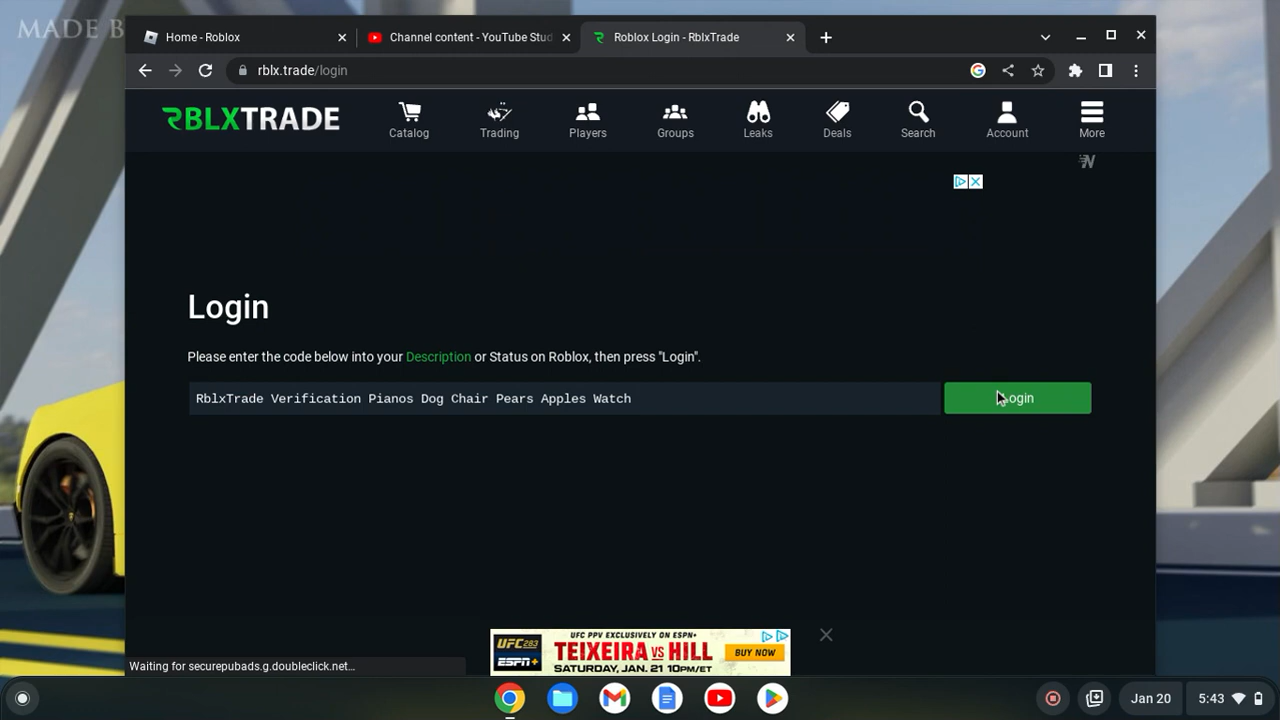 MADE B
Home - Roblox
Channel content - YouTube Stud
Roblox Login - RblxTrade
rblx.trade/login
RBLXTRADE
Catalog
Trading
Players
Groups
Leaks
Deals
Search
Account
More
Login
Please enter the code below into your Description or Status on Roblox, then press "Login".
RblxTrade Verification Pianos Dog Chair Pears Apples Watch
Login
UFC 283
ESPN+
UFC PPV EXCLUSIVELY ON ESPN+
TEIXEIRA VS HILL
SATURDAY, JAN. 21 10PM/ET
BUY NOW
Waiting for securepubads.g.doubleclick.net…
Jan 20
5:43